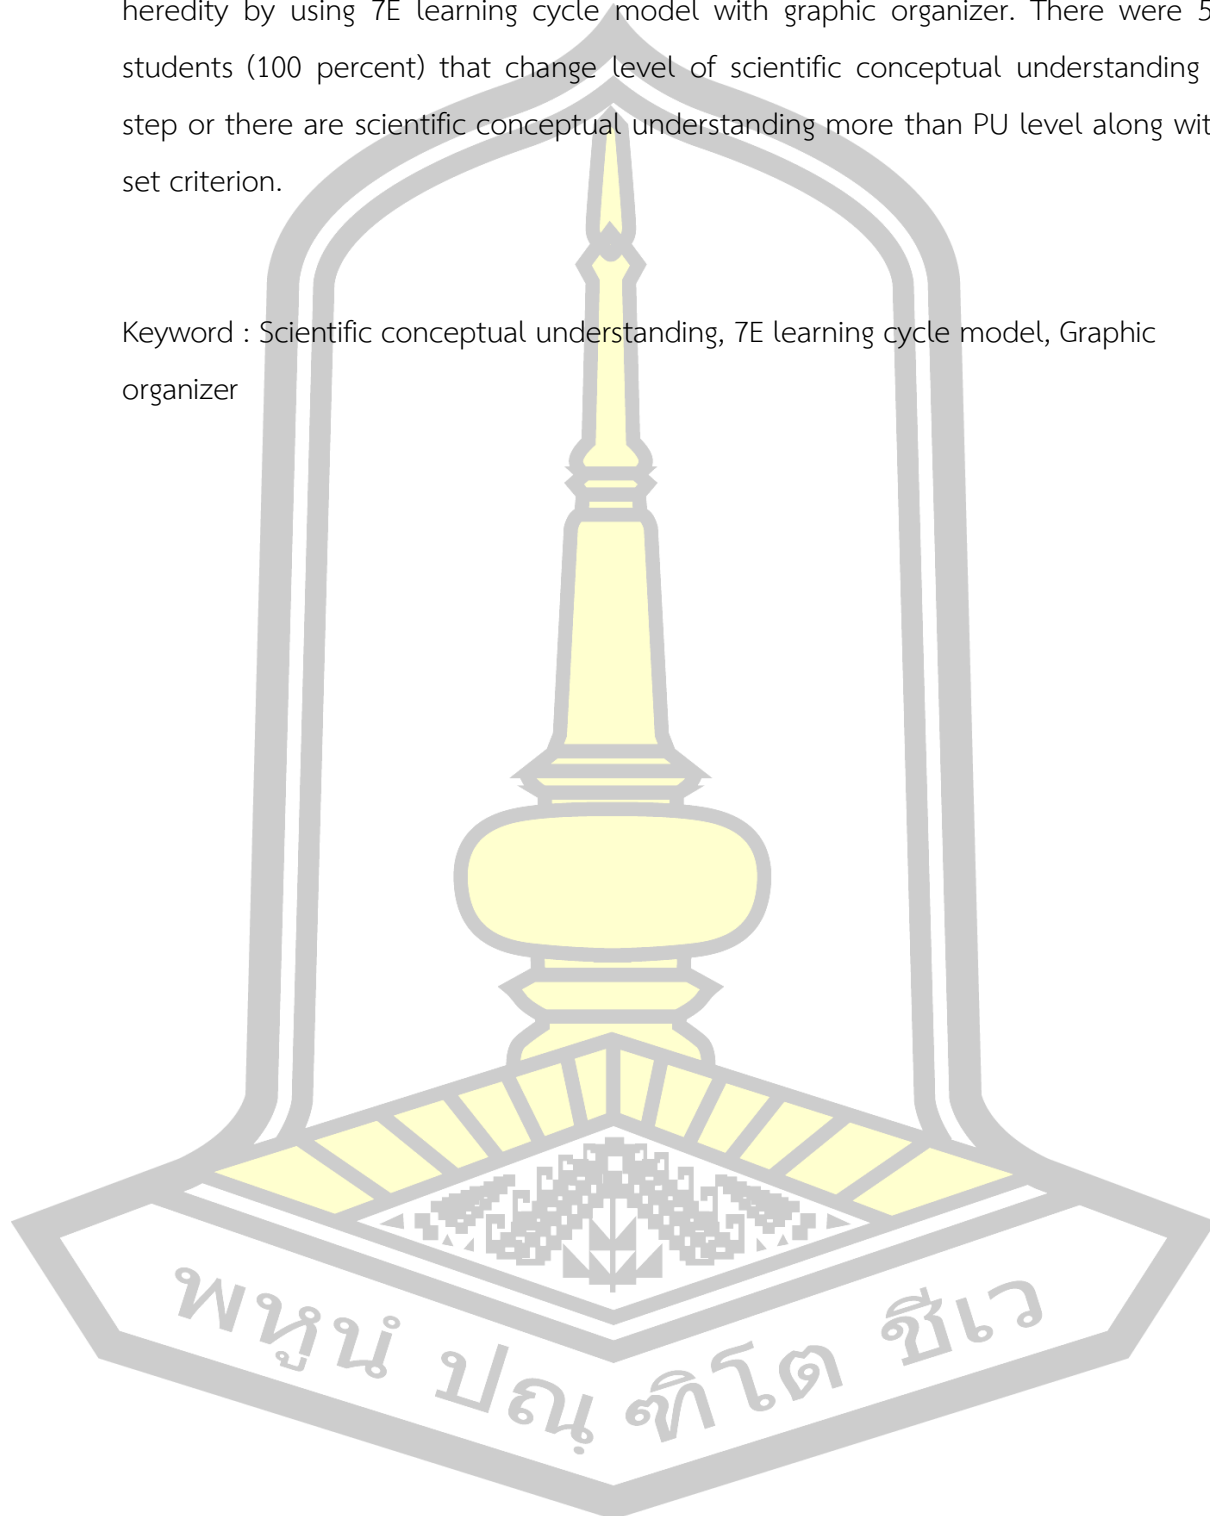 heredity by using 7E learning cycle model with graphic organizer. There were 5
students (100 percent) that change level of scientific conceptual understanding
step or there are scientific conceptual understanding more than PU level along wit
set criterion.
Keyword : Scientific conceptual understanding, 7E learning cycle model, Graphic
organizer
พหูนํ ปณฺฑิโต ชีเว